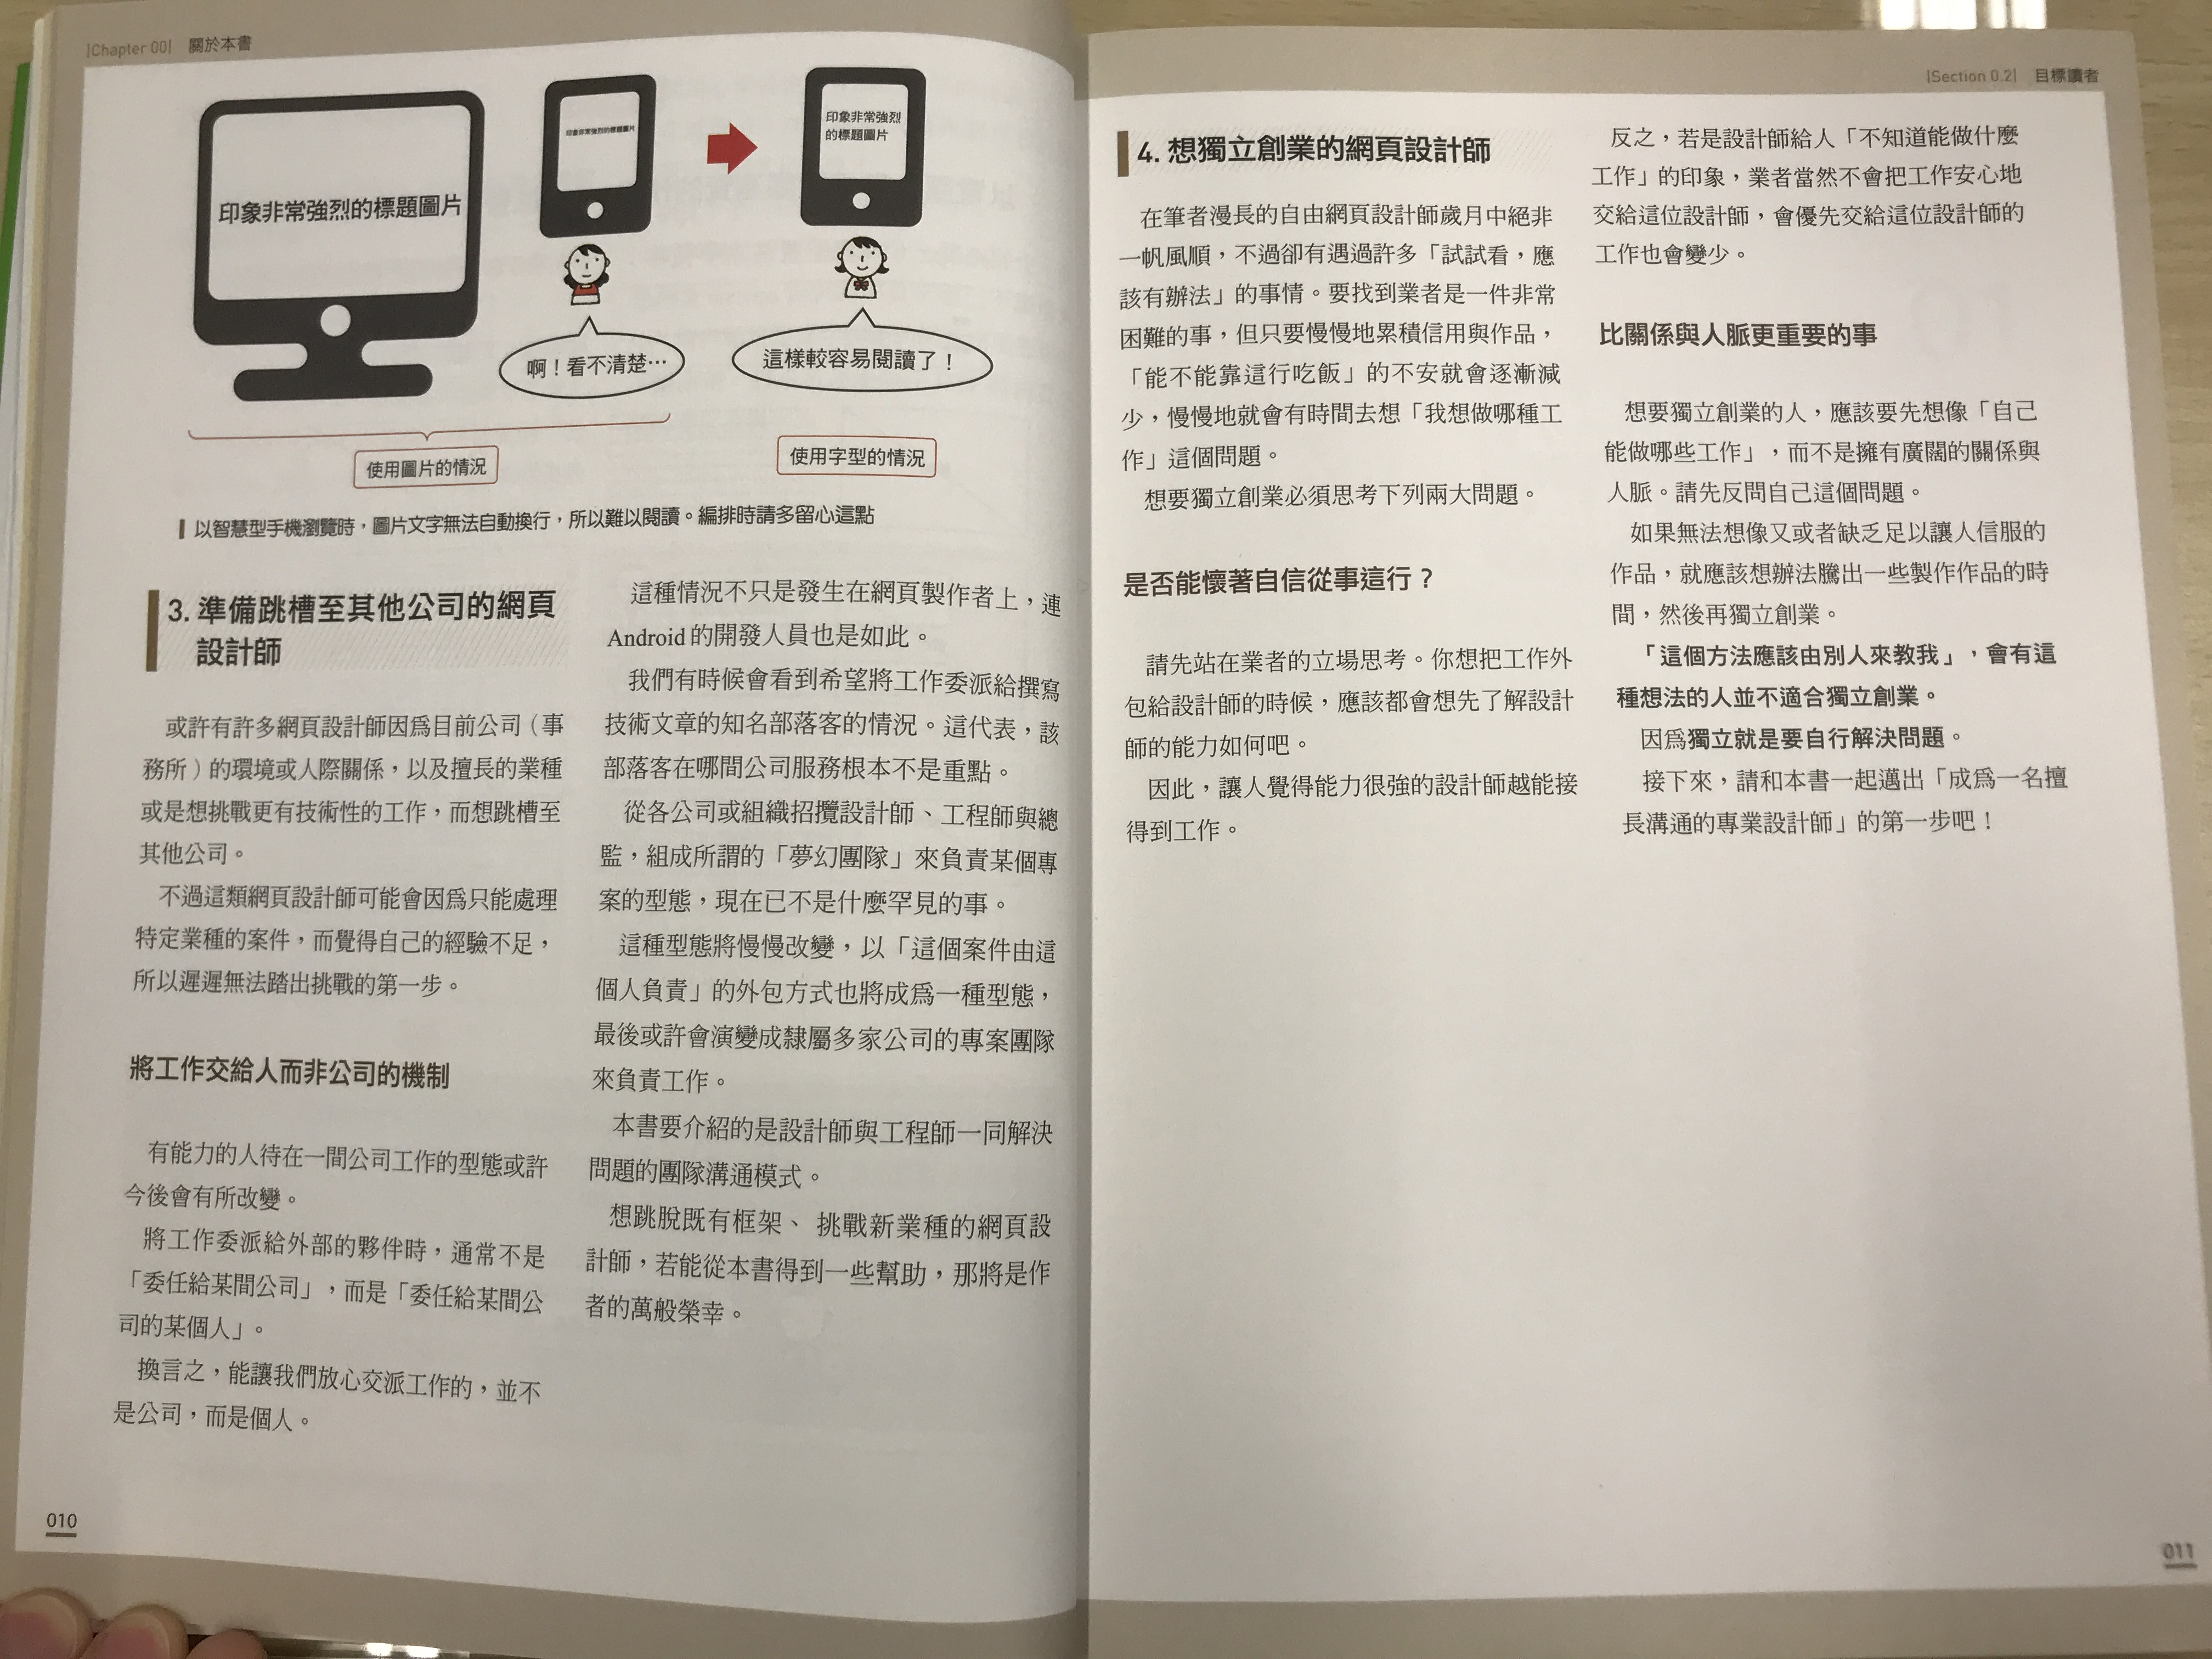 |Chapter 00| 關於本書
印象非常強烈的標題圖片
印象非常強烈的標題圖片
印象非常強烈
的標題圖片
啊！看不清楚…
這樣較容易閱讀了！
使用圖片的情況
使用字型的情況
以智慧型手機瀏覽時，圖片文字無法自動換行，所以難以閱讀。編排時請多留心這點
3. 準備跳槽至其他公司的網頁
設計師
或許有許多網頁設計師因為目前公司（事
務所）的環境或人際關係，以及擅長的業種
或是想挑戰更有技術性的工作，而想跳槽至
其他公司。
不過這類網頁設計師可能會因為只能處理
特定業種的案件，而覺得自己的經驗不足，
所以遲遲無法踏出挑戰的第一步。
將工作交給人而非公司的機制
有能力的人待在一間公司工作的型態或許
今後會有所改變。
將工作委派給外部的夥伴時，通常不是
「委任給某間公司」，而是「委任給某間公
司的某個人」。
換言之，能讓我們放心交派工作的，並不
是公司，而是個人。
這種情況不只是發生在網頁製作者上，連
Android 的開發人員也是如此。
我們有時候會看到希望將工作委派給撰寫
技術文章的知名部落客的情況。這代表，該
部落客在哪間公司服務根本不是重點。
從各公司或組織招攬設計師、工程師與總
監，組成所謂的「夢幻團隊」來負責某個專
案的型態，現在已不是什麼罕見的事。
這種型態將慢慢改變，以「這個案件由這
個人負責」的外包方式也將成為一種型態，
最後或許會演變成隸屬多家公司的專案團隊
來負責工作。
本書要介紹的是設計師與工程師一同解決
問題的團隊溝通模式。
想跳脫既有框架、 挑戰新業種的網頁設
計師，若能從本書得到一些幫助，那將是作
者的萬般榮幸。
010
|Section 0.2| 目標讀者
4. 想獨立創業的網頁設計師
在筆者漫長的自由網頁設計師歲月中絕非
一帆風順，不過卻有遇過許多「試試看，應
該有辦法」的事情。要找到業者是一件非常
困難的事，但只要慢慢地累積信用與作品，
「能不能靠這行吃飯」的不安就會逐漸減
少，慢慢地就會有時間去想「我想做哪種工
作」這個問題。
想要獨立創業必須思考下列兩大問題。
是否能懷著自信從事這行？
請先站在業者的立場思考。你想把工作外
包給設計師的時候，應該都會想先了解設計
師的能力如何吧。
因此，讓人覺得能力很強的設計師越能接
得到工作。
反之，若是設計師給人「不知道能做什麼
工作」的印象，業者當然不會把工作安心地
交給這位設計師，會優先交給這位設計師的
工作也會變少。
比關係與人脈更重要的事
想要獨立創業的人，應該要先想像「自己
能做哪些工作」，而不是擁有廣闊的關係與
人脈。請先反問自己這個問題。
如果無法想像又或者缺乏足以讓人信服的
作品，就應該想辦法騰出一些製作作品的時
間，然後再獨立創業。
「這個方法應該由別人來教我」，會有這
種想法的人並不適合獨立創業。
因為獨立就是要自行解決問題。
接下來，請和本書一起邁出「成為一名擅
長溝通的專業設計師」的第一步吧！
011